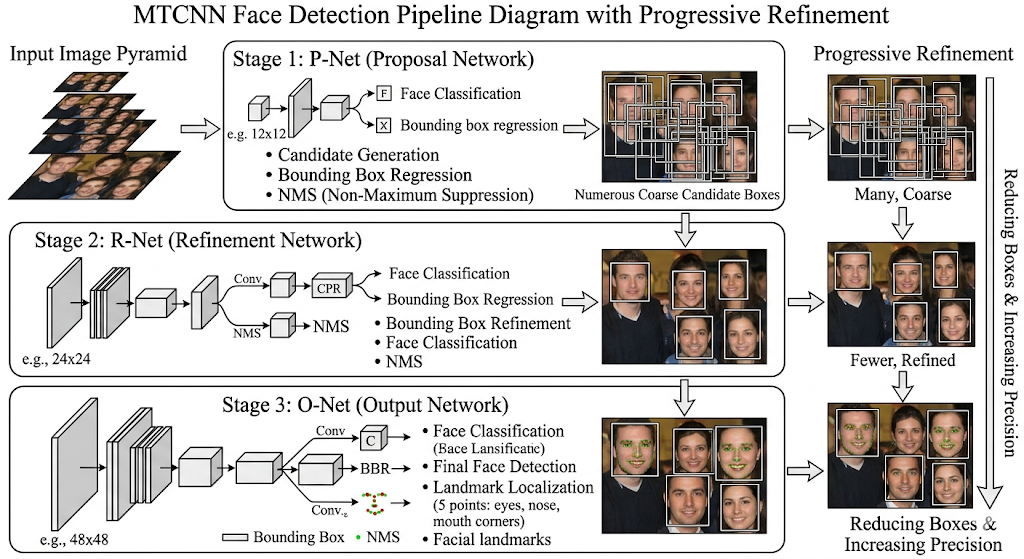 MTCNN Face Detection Pipeline Diagram with Progressive Refinement
Input Image Pyramid
Stage 1: P-Net (Proposal Network)
e.g. 12x12
F
Face Classification
X
Bounding box regression
• Candidate Generation
• Bounding Box Regression
• NMS (Non-Maximum Suppression)
Numerous Coarse Candidate Boxes
Progressive Refinement
Many, Coarse
Stage 2: R-Net (Refinement Network)
e.g., 24x24
Conv
CPR
NMS
NMS
Face Classification
Bounding Box Regression
• Bounding Box Refinement
• Face Classification
• NMS
Fewer, Refined
Reducing Boxes & Increasing Precision
Stage 3: O-Net (Output Network)
e.g., 48x48
Conv
C
BBR
Conv-z
• Face Classification
(Bace Lansificatic)
• Final Face Detection
• Landmark Localization
(5 points: eyes, nose,
mouth corners)
• Facial landmarks
Bounding Box
NMS
Reducing Boxes &
Increasing Precision